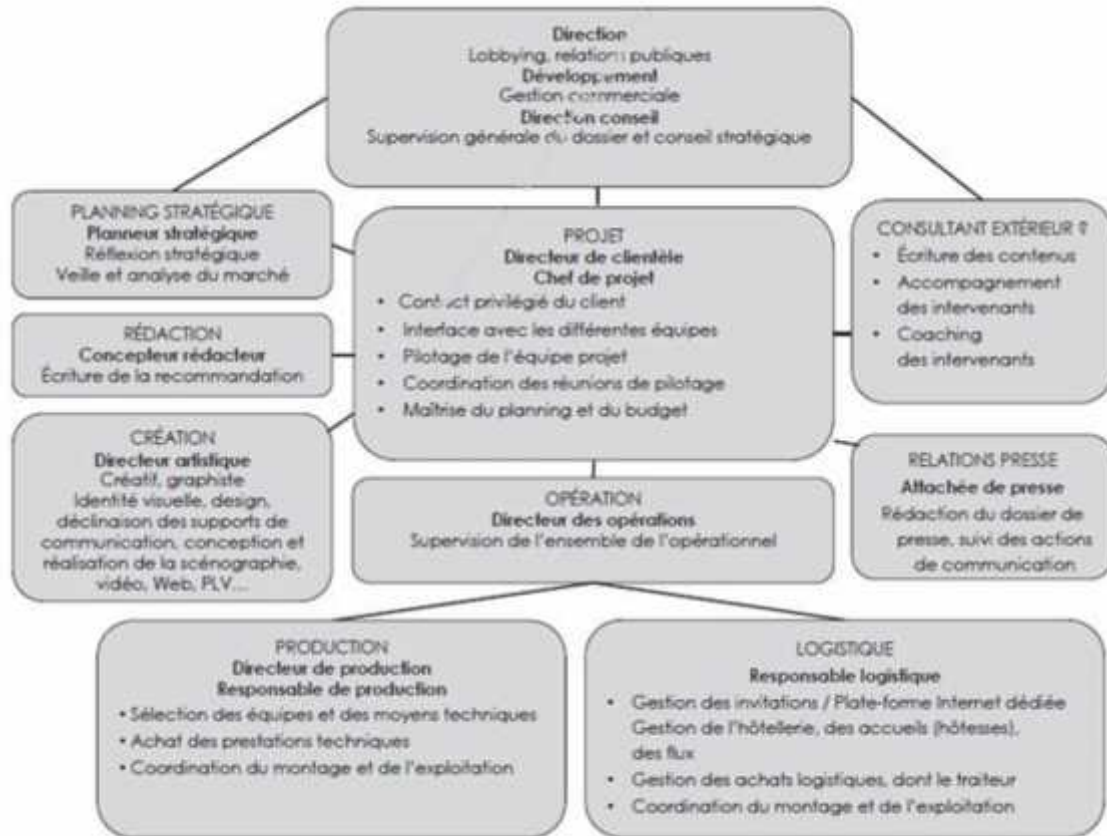 Direction
Lobbying, relations publiques
Développement
Gestion commerciale
Direction conseil
Supervision générale du dossier et conseil stratégique
PLANNING STRATÉGIQUE
Planneur stratégique
Réflexion stratégique
Veille et analyse du marché
PROJET
Directeur de clientèle
Chef de projet
• Contact privilégié du client
• Interface avec les différentes équipes
• Pilotage de l'équipe projet
• Coordination des réunions de pilotage
• Maîtrise du planning et du budget
CONSULTANT EXTÉRIEUR ?
• Écriture des contenus
• Accompagnement
des intervenants
• Coaching
des intervenants
RÉDACTION
Concepteur rédacteur
Écriture de la recommandation
CRÉATION
Directeur artistique
Créatif, graphiste
Identité visuelle, design,
déclinaison des supports de
communication, conception et
réalisation de la scénographie,
vidéo, Web, PLV...
OPÉRATION
Directeur des opérations
Supervision de l'ensemble de l'opérationnel
RELATIONS PRESSE
Attachée de presse
Rédaction du dossier de
presse, suivi des actions
de communication
PRODUCTION
Directeur de production
Responsable de production
• Sélection des équipes et des moyens techniques
• Achat des prestations techniques
• Coordination du montage et de l'exploitation
LOGISTIQUE
Responsable logistique
• Gestion des invitations / Plate-forme Internet dédiée
Gestion de l'hôtellerie, des accueils (hôtesses),
des flux
• Gestion des achats logistiques, dont le traiteur
• Coordination du montage et de l'exploitation